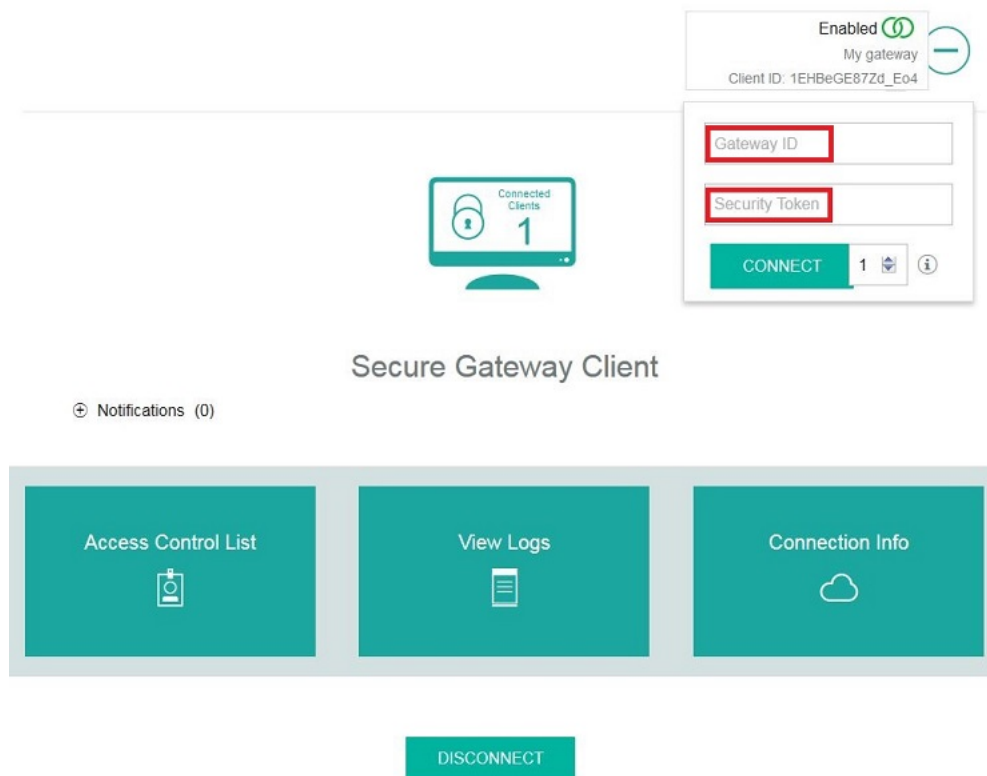 Enabled
My gateway
Client ID: 1EHBeGE87Zd_Eo4
Gateway ID
Security Token
CONNECT 1
Connected
Clients
1
Secure Gateway Client
Notifications (0)
Access Control List
View Logs
Connection Info
DISCONNECT